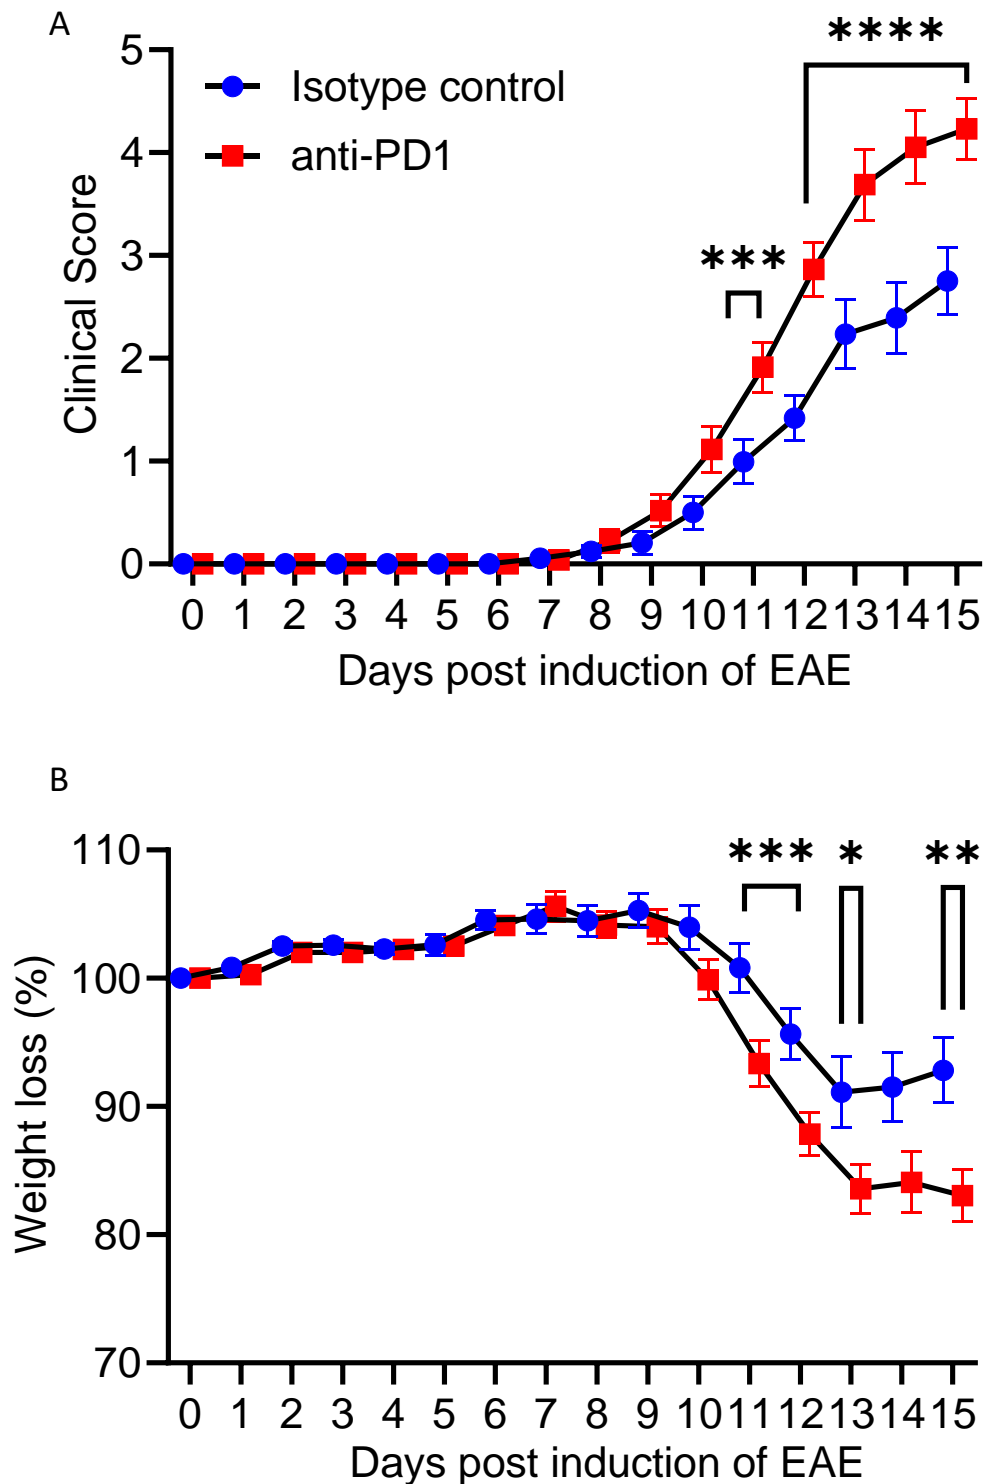 A
****
5
Isotype control
4
anti-PD1
3
***
2
1
0
Clinical Score
0 1 2 3 4 5 6 7 8 9 10 11 12 13 14 15
Days post induction of EAE
B
110
*** * **
100
90
80
70
Weight loss (%)
0 1 2 3 4 5 6 7 8 9 10 11 12 13 14 15
Days post induction of EAE